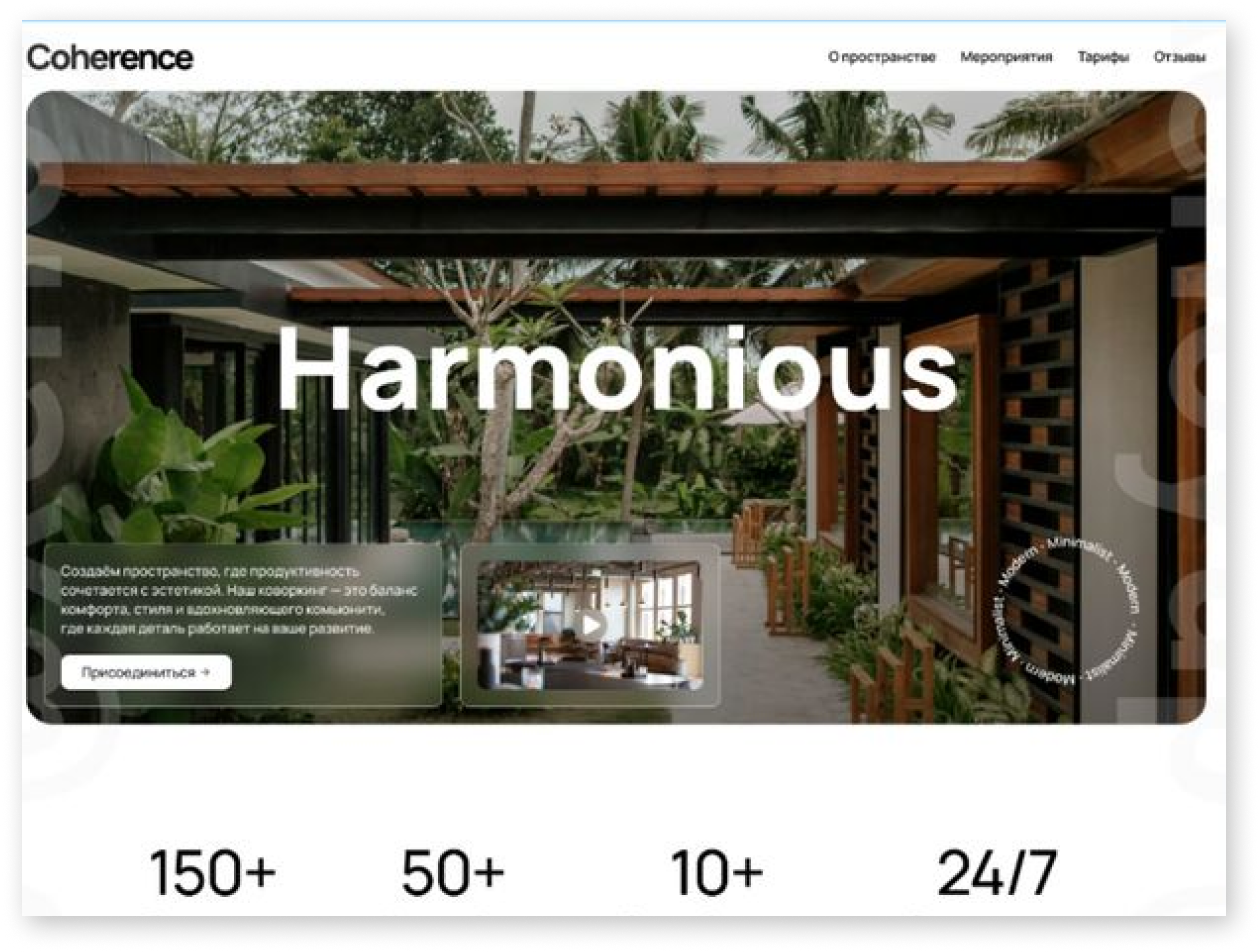 Coherence
О пространстве Мероприятия Тарифы Отзывы
Harmonious
Создаём пространство, где продуктивность
сочетается с эстетикой. Наш коворкинг — это баланс
комфорта, стиля и вдохновляющего комьюнити,
где каждая деталь работает на ваше развитие.
Присоединиться →
Modern · Minimalist · Modern · Minimalist · Modern · Minimalist ·
150+ 50+ 10+ 24/7